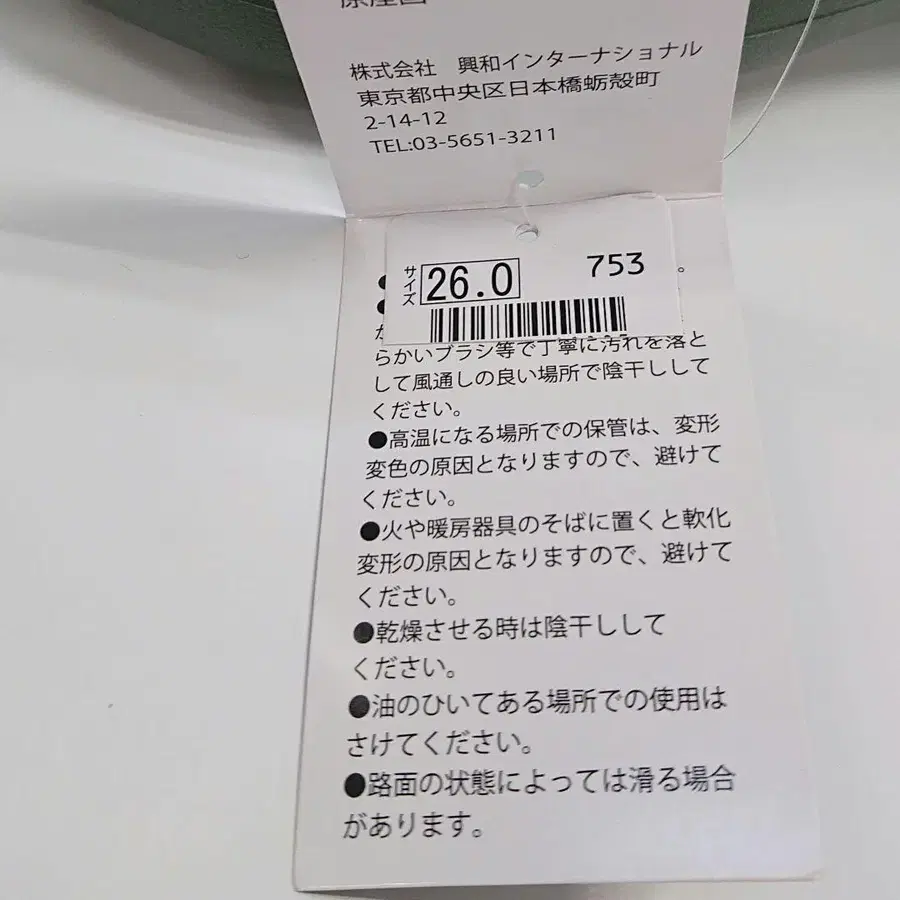 原産国
株式会社 興和インターナショナル
東京都中央区日本橋蛎殻町
2-14-12
TEL:03-5651-3211
サイズ 26.0 753
。
●
●
らかいブラシ等で丁寧に汚れを落と
して風通しの良い場所で陰干しして
ください。
●高温になる場所での保管は、変形
変色の原因となりますので、避けて
ください。
●火や暖房器具のそばに置くと軟化
変形の原因となりますので、避けて
ください。
●乾燥させる時は陰干しして
ください。
●油のひいてある場所での使用は
さけてください。
●路面の状態によっては滑る場合
があります。